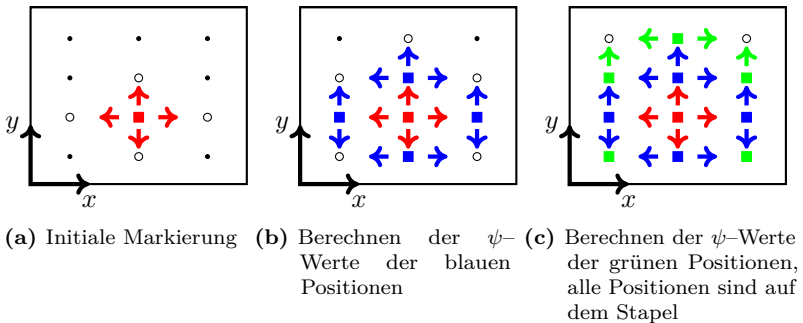 y
x
y
x
y
x
(a) Initiale Markierung
(b) Berechnen der ψ–
Werte der blauen
Positionen
(c) Berechnen der ψ–Werte
der grünen Positionen,
alle Positionen sind auf
dem Stapel